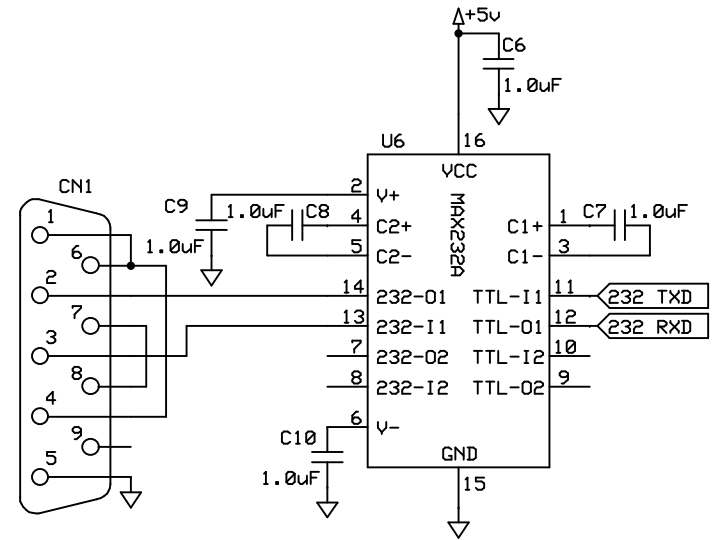 +5v
C6
1.0uF
16
U6
VCC
CN1
2
V+
MAX232A
C9
1.0uF
C8
4
C2+
C1+
1
C7
1.0uF
1
1.0uF
5
C2-
C1-
3
6
2
14
232-O1
TTL-I1
11
232 TXD
7
13
232-I1
TTL-O1
12
232 RXD
3
7
232-O2
TTL-I2
10
8
8
232-I2
TTL-O2
9
4
6
V-
9
C10
GND
5
1.0uF
15